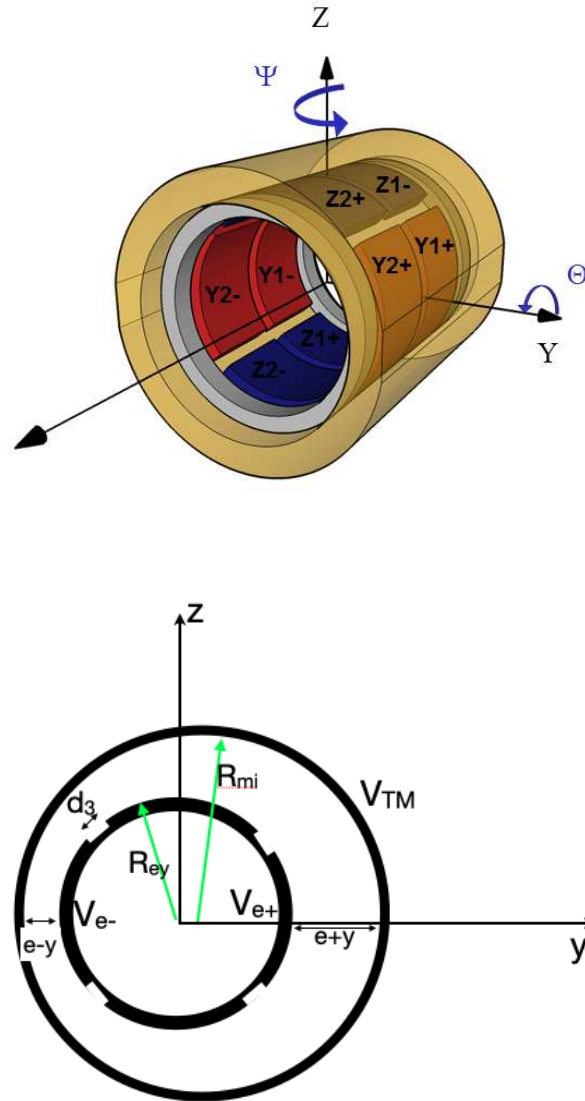 Z
Ψ
Z2+ Z1-
Y2- Y1- Y2+ Y1+
Θ
Z1+
Z2-
Y
z
Rmi
d3
VTM
Rey
Ve- Ve+
e-y e+y y